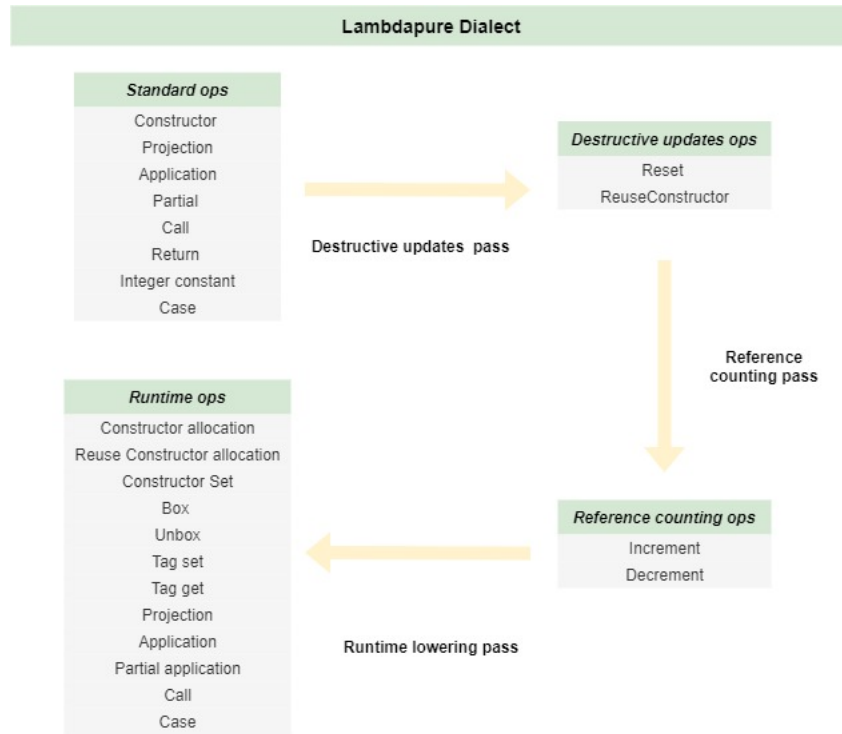 Lambdapure Dialect
Standard ops
Constructor
Projection
Application
Partial
Call
Return
Integer constant
Case
Destructive updates pass
Destructive updates ops
Reset
ReuseConstructor
Reference
counting pass
Reference counting ops
Increment
Decrement
Runtime lowering pass
Runtime ops
Constructor allocation
Reuse Constructor allocation
Constructor Set
Box
Unbox
Tag set
Tag get
Projection
Application
Partial application
Call
Case